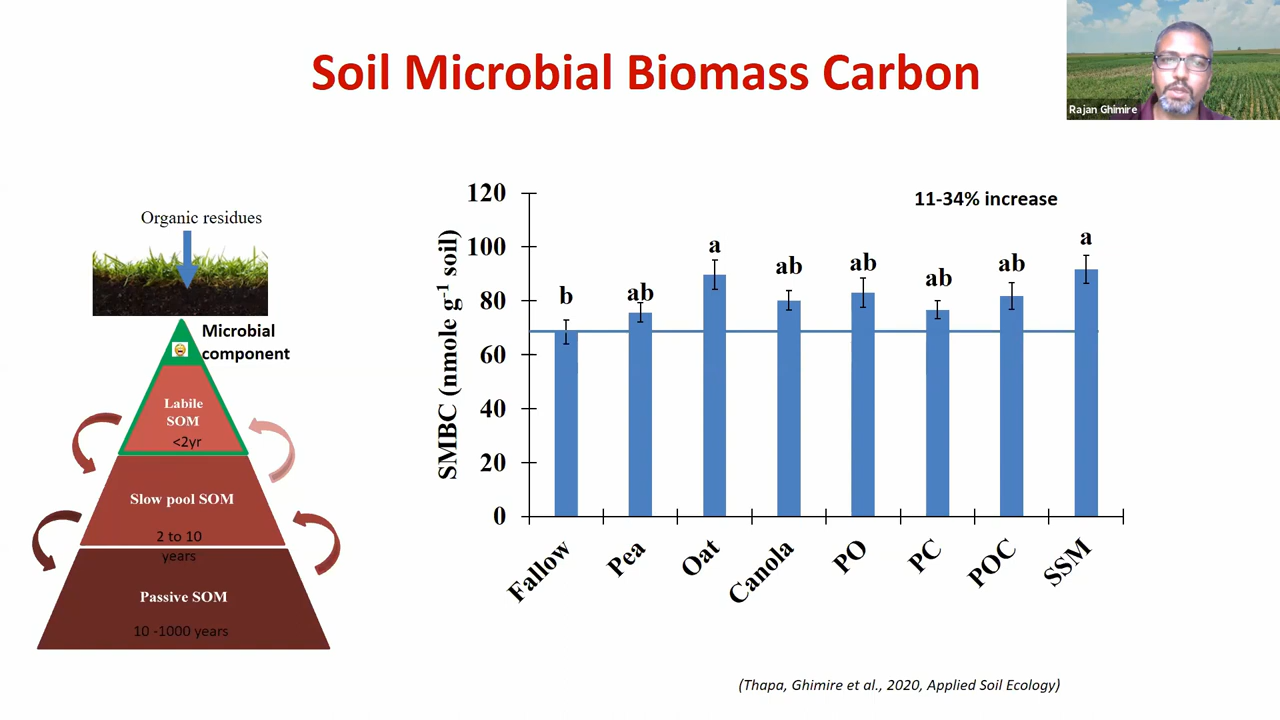 Soil Microbial Biomass Carbon
Rajan Ghimire
Organic residues
Microbial
component
Labile
SOM
<2yr
Slow pool SOM
2 to 10
years
Passive SOM
10 -1000 years
SMBC (nmole g⁻¹ soil)
120
100
80
60
40
20
0
11-34% increase
b
ab
a
ab
ab
ab
ab
a
Fallow
Pea
Oat
Canola
PO
PC
POC
SSM
(Thapa, Ghimire et al., 2020, Applied Soil Ecology)